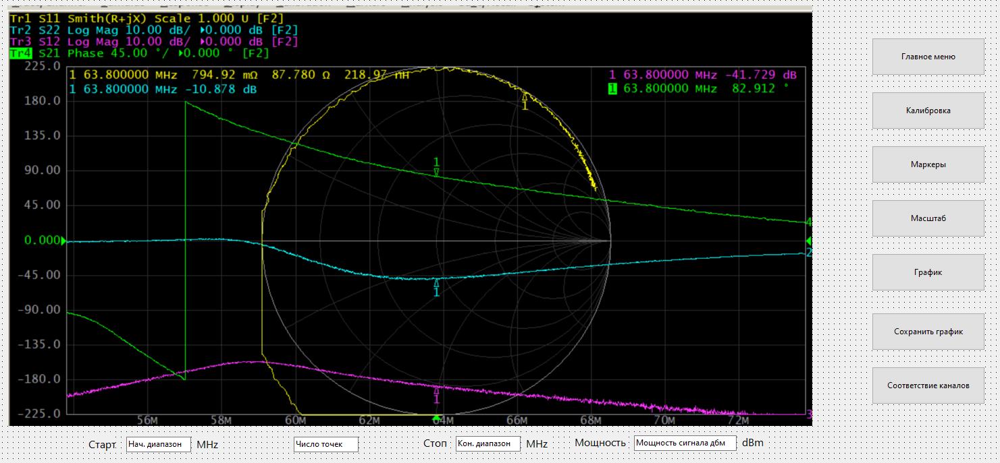 Tr1 S11 Smith(R+jX) Scale 1.000 U [F2]
Tr2 S22 Log Mag 10.00 dB/ ▶0.000 dB [F2]
Tr3 S12 Log Mag 10.00 dB/ ▶0.000 dB [F2]
Tr4 S21 Phase 45.00 °/ ▶0.000 ° [F2]
1 63.800000 MHz 794.92 mΩ 87.780 Ω 218.97 nH
1 63.800000 MHz -10.878 dB
1 63.800000 MHz -41.729 dB
1 63.800000 MHz 82.912 °
225.0
180.0
135.0
90.00
45.00
0.000
-45.00
-90.00
-135.0
-180.0
-225.0
1
1
1
1
4
2
3
56M 58M 60M 62M 64M 66M 68M 70M 72M
Главное меню
Калибровка
Маркеры
Масштаб
График
Сохранить график
Соответствие каналов
Старт Нач. диапазон MHz Число точек Стоп Кон. диапазон MHz Мощность Мощность сигнала дбм dBm